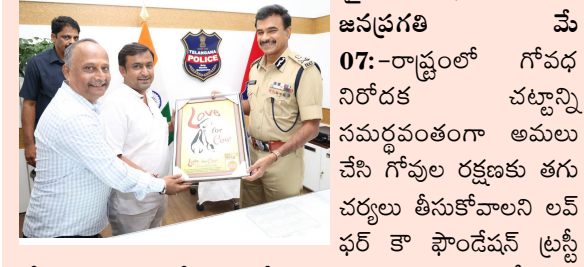 TELANGANA
POLICE
Love
for
Cow
జనప్రగతి మే
07:-రాష్ట్రంలో గోవధ
నిరోదక చట్టాన్ని
సమర్థవంతంగా అమలు
చేసి గోవుల రక్షణకు తగు
చర్యలు తీసుకోవాలని లవ్
ఫర్ కౌ ఫౌండేషన్ ట్రస్టీ